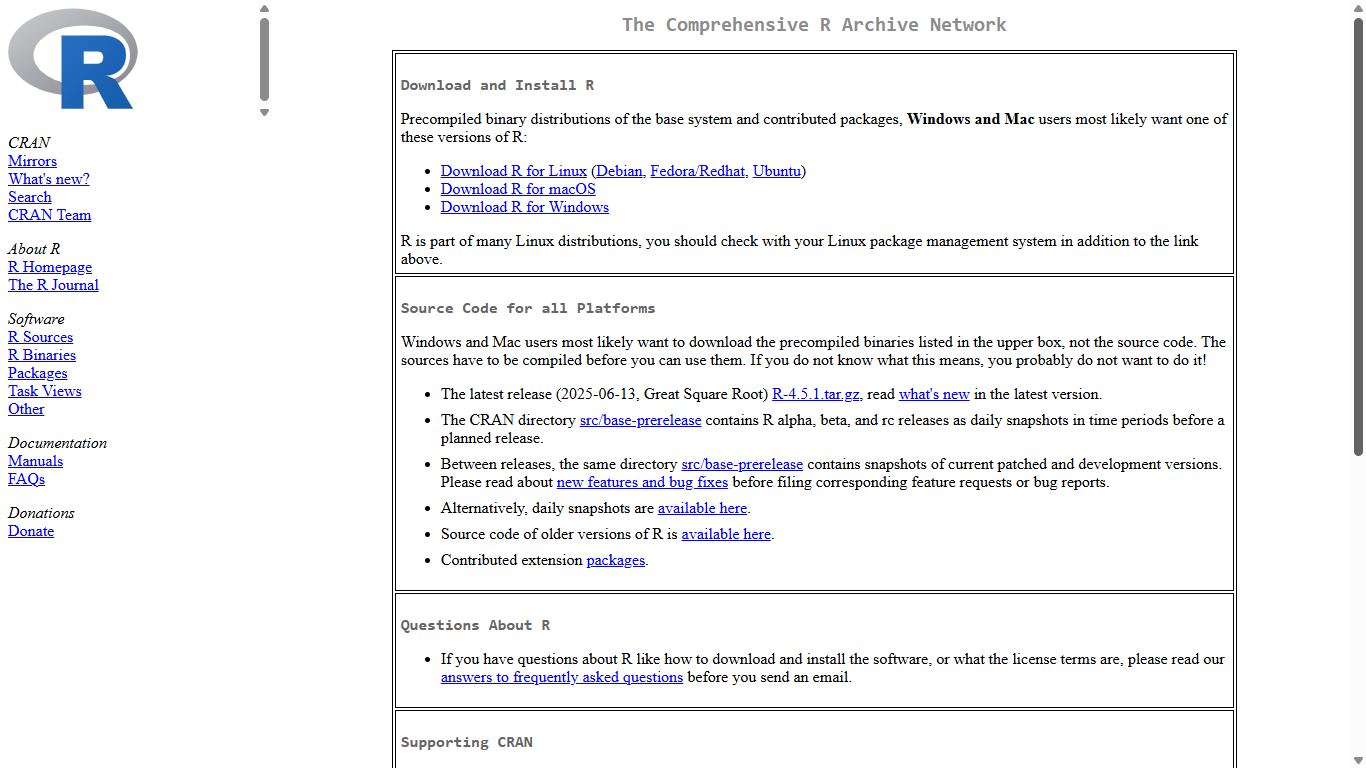 R
CRAN
Mirrors
What's new?
Search
CRAN Team
About R
R Homepage
The R Journal
Software
R Sources
R Binaries
Packages
Task Views
Other
Documentation
Manuals
FAQs
Donations
Donate
The Comprehensive R Archive Network
Download and Install R
Precompiled binary distributions of the base system and contributed packages, Windows and Mac users most likely want one of
these versions of R:
• Download R for Linux (Debian, Fedora/Redhat, Ubuntu)
• Download R for macOS
• Download R for Windows
R is part of many Linux distributions, you should check with your Linux package management system in addition to the link
above.
Source Code for all Platforms
Windows and Mac users most likely want to download the precompiled binaries listed in the upper box, not the source code. The
sources have to be compiled before you can use them. If you do not know what this means, you probably do not want to do it!
• The latest release (2025-06-13, Great Square Root) R-4.5.1.tar.gz, read what's new in the latest version.
• The CRAN directory src/base-prerelease contains R alpha, beta, and rc releases as daily snapshots in time periods before a
planned release.
• Between releases, the same directory src/base-prerelease contains snapshots of current patched and development versions.
Please read about new features and bug fixes before filing corresponding feature requests or bug reports.
• Alternatively, daily snapshots are available here.
• Source code of older versions of R is available here.
• Contributed extension packages.
Questions About R
• If you have questions about R like how to download and install the software, or what the license terms are, please read our
answers to frequently asked questions before you send an email.
Supporting CRAN